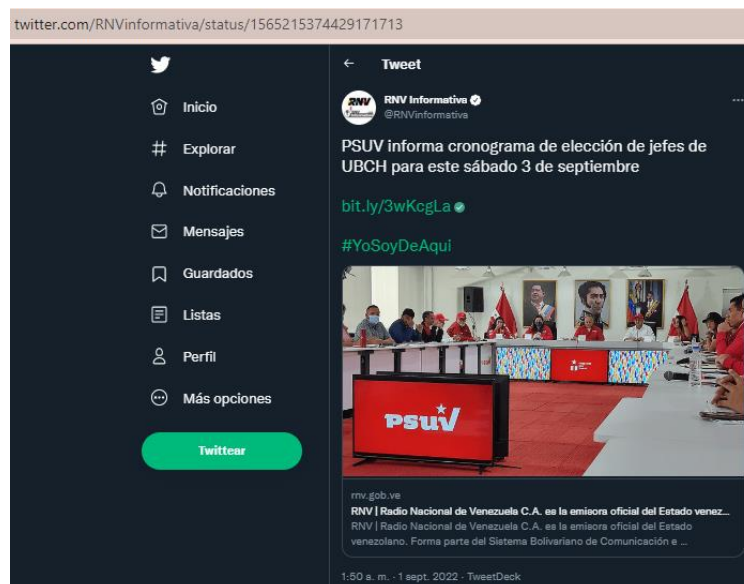 twitter.com/RNVinformativa/status/1565215374429171713
Inicio
Explorar
Notificaciones
Mensajes
Guardados
Listas
Perfil
Más opciones
Twittear
Tweet
RNV
RNV Informativa
@RNVinformativa
PSUV informa cronograma de elección de jefes de
UBCH para este sábado 3 de septiembre
bit.ly/3wKcgLa
#YoSoyDeAqui
PSUV
rnv.gob.ve
RNV | Radio Nacional de Venezuela C.A. es la emisora oficial del Estado venez...
RNV | Radio Nacional de Venezuela C.A. es la emisora oficial del Estado
venezolano. Forma parte del Sistema Bolivariano de Comunicación e ...
1:50 a. m. · 1 sept. 2022 · TweetDeck